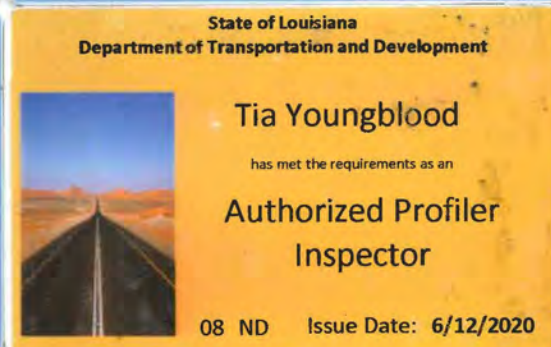 State of Louisiana
Department of Transportation and Development
Tia Youngblood
has met the requirements as an
Authorized Profiler
Inspector
08 ND Issue Date: 6/12/2020